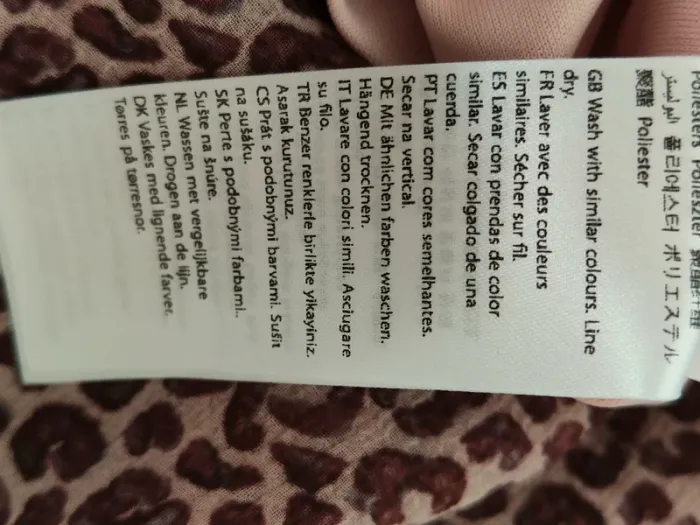 Poliester
البوليستر 폴리에스터 ポリエステル
聚酯 Poliester
GB Wash with similar colours. Line
dry.
FR Laver avec des couleurs
similaires. Sécher sur fil.
ES Lavar con prendas de color
similar. Secar colgado de una
cuerda.
PT Lavar com cores semelhantes.
Secar na vertical.
DE Mit ähnlichen farben waschen.
Hängend trocknen.
IT Lavare con colori simili. Asciugare
su filo.
TR Benzer renklerle birlikte yikayiniz.
Asarak kurutunuz.
CS Prát s podobnými barvami. Sušit
na sušáku.
SK Perte s podobnými farbami..
Sušte na šnúre.
NL Wassen met vergelijkbare
kleuren. Drogen aan de lijn.
DK Vaskes med lignende farver.
Tørres på tørresnor.